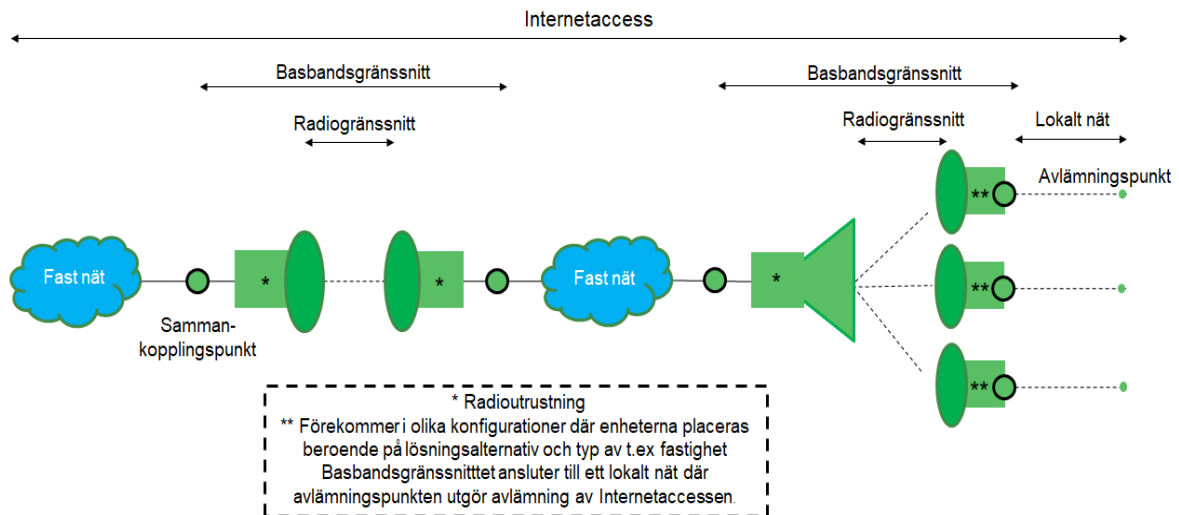 Internetaccess
Basbandsgränssnitt
Basbandsgränssnitt
Radiogränssnitt
Radiogränssnitt
Lokalt nät
Avlämningspunkt
**
Fast nät
*
*
Fast nät
*
**
Samman-
kopplingspunkt
**
* Radioutrustning
** Förekommer i olika konfigurationer där enheterna placeras
beroende på lösningsalternativ och typ av t.ex fastighet
Basbandsgränssnitttet ansluter till ett lokalt nät där
avlämningspunkten utgör avlämning av Internetaccessen.